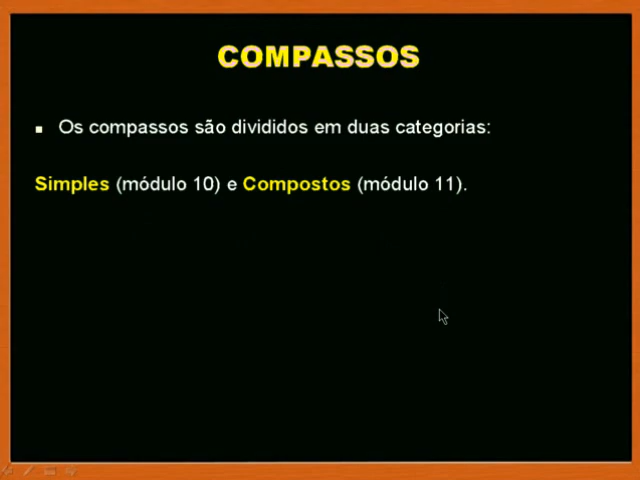 COMPASSOS
Os compassos são divididos em duas categorias:
Simples (módulo 10) e Compostos (módulo 11).